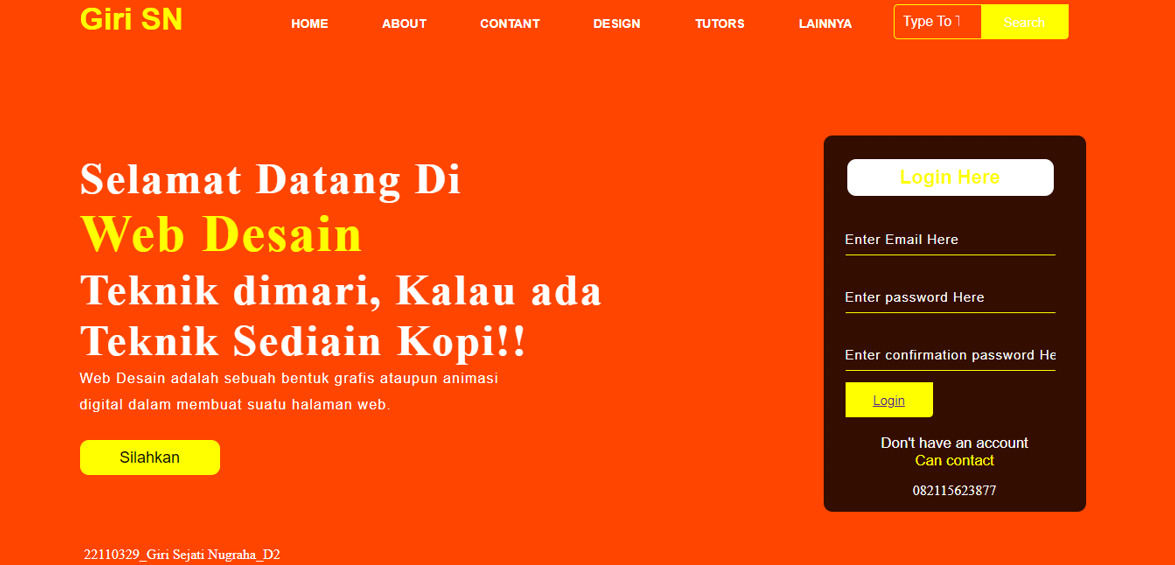 Giri SN
HOME ABOUT CONTANT DESIGN TUTORS LAINNYA
Type To
Search
Selamat Datang Di
Web Desain
Teknik dimari, Kalau ada
Teknik Sediain Kopi!!
Web Desain adalah sebuah bentuk grafis ataupun animasi
digital dalam membuat suatu halaman web.
Silahkan
Login Here
Enter Email Here
Enter password Here
Enter confirmation password He
Login
Don't have an account
Can contact
082115623877
22110329_Giri Sejati Nugraha_D2